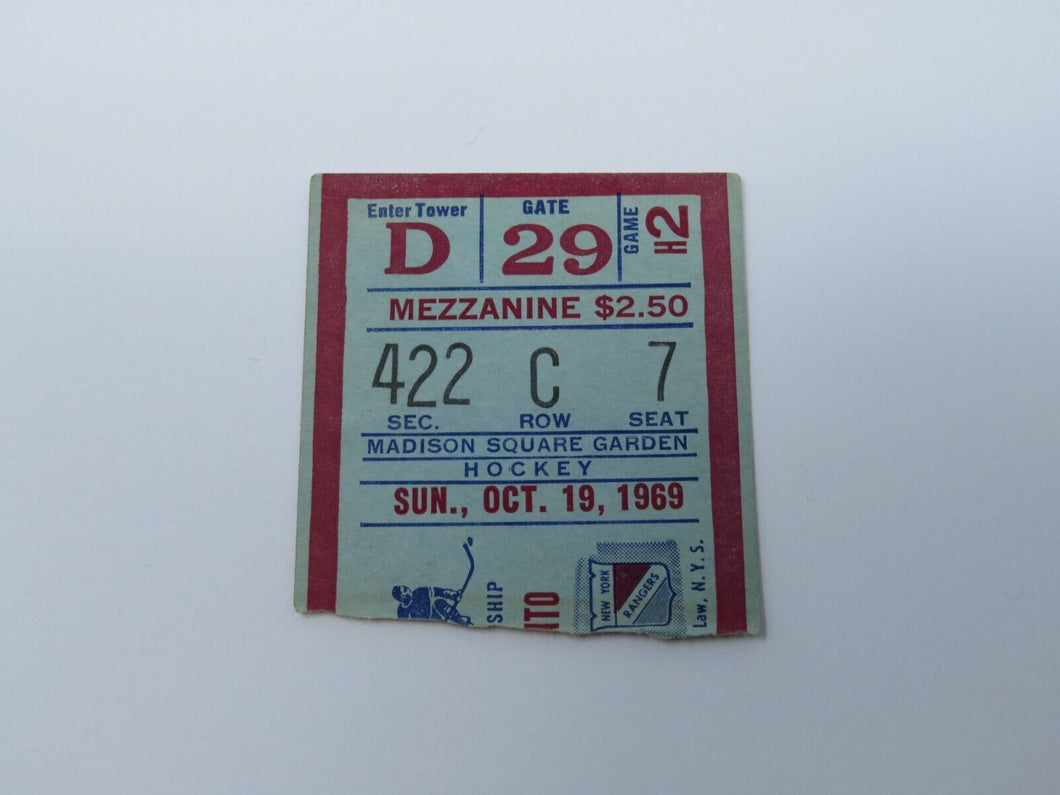 Enter Tower
D
GATE
29
GAME
H2
MEZZANINE $2.50
422 C 7
SEC. ROW SEAT
MADISON SQUARE GARDEN
HOCKEY
SUN., OCT. 19, 1969
SHIP
NTO
NEW YORK
RANGERS
Law, N.Y.S.